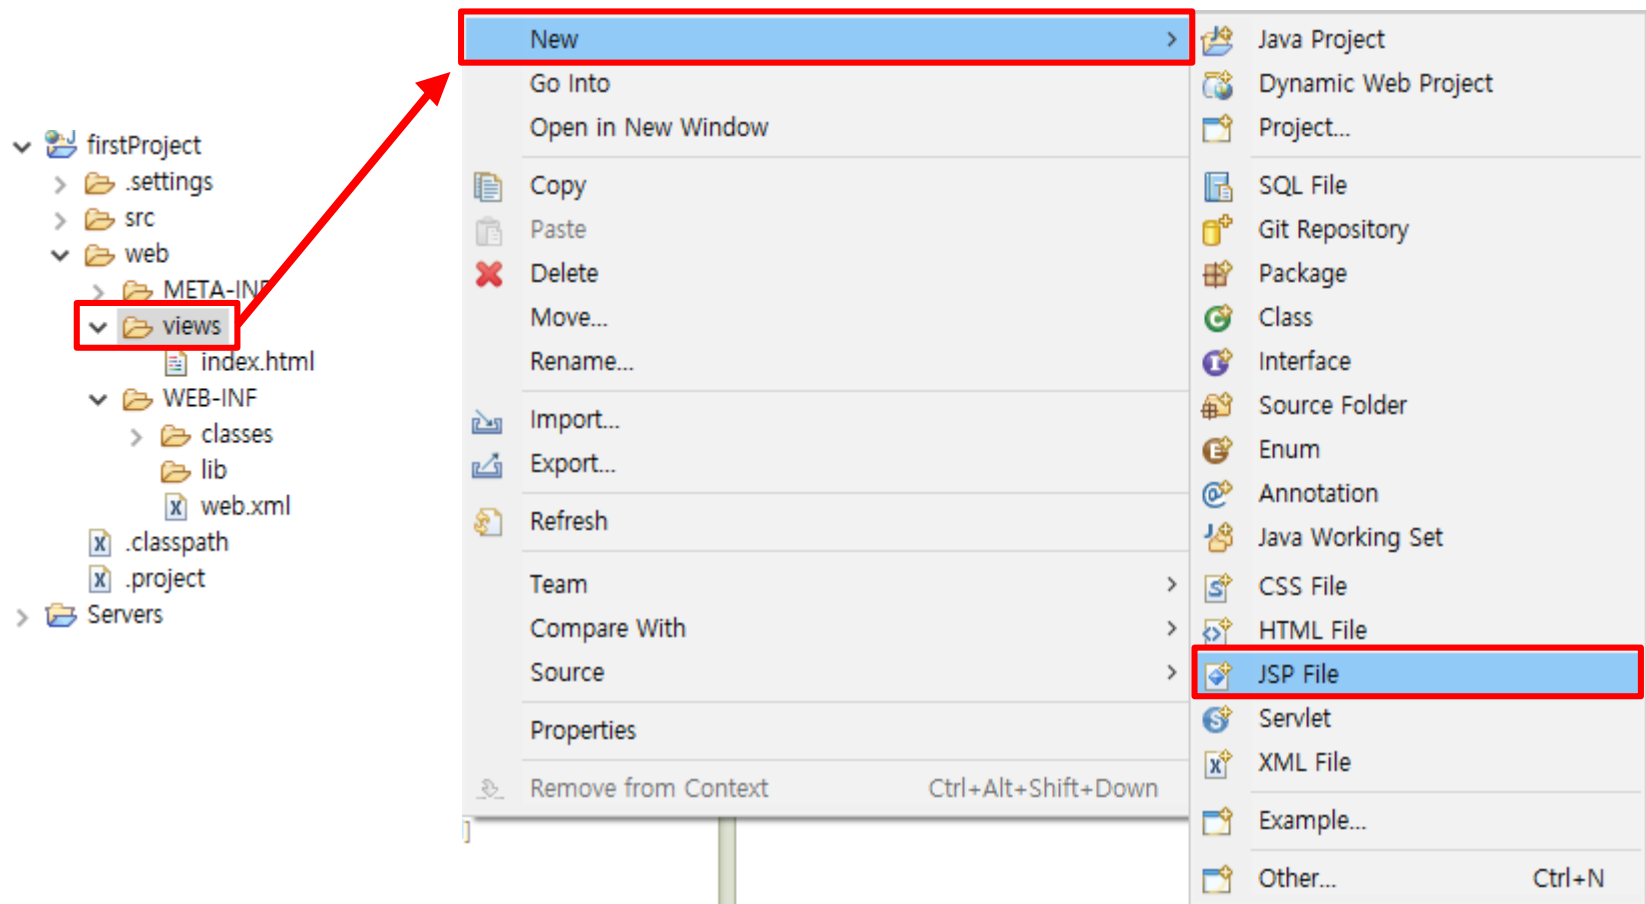 firstProject
.settings
src
web
META-INF
views
index.html
WEB-INF
classes
lib
web.xml
.classpath
.project
Servers
New
Go Into
Open in New Window
Copy
Paste
Delete
Move...
Rename...
Import...
Export...
Refresh
Team
Compare With
Source
Properties
Remove from Context Ctrl+Alt+Shift+Down
Java Project
Dynamic Web Project
Project...
SQL File
Git Repository
Package
Class
Interface
Source Folder
Enum
Annotation
Java Working Set
CSS File
HTML File
JSP File
Servlet
XML File
Example...
Other... Ctrl+N